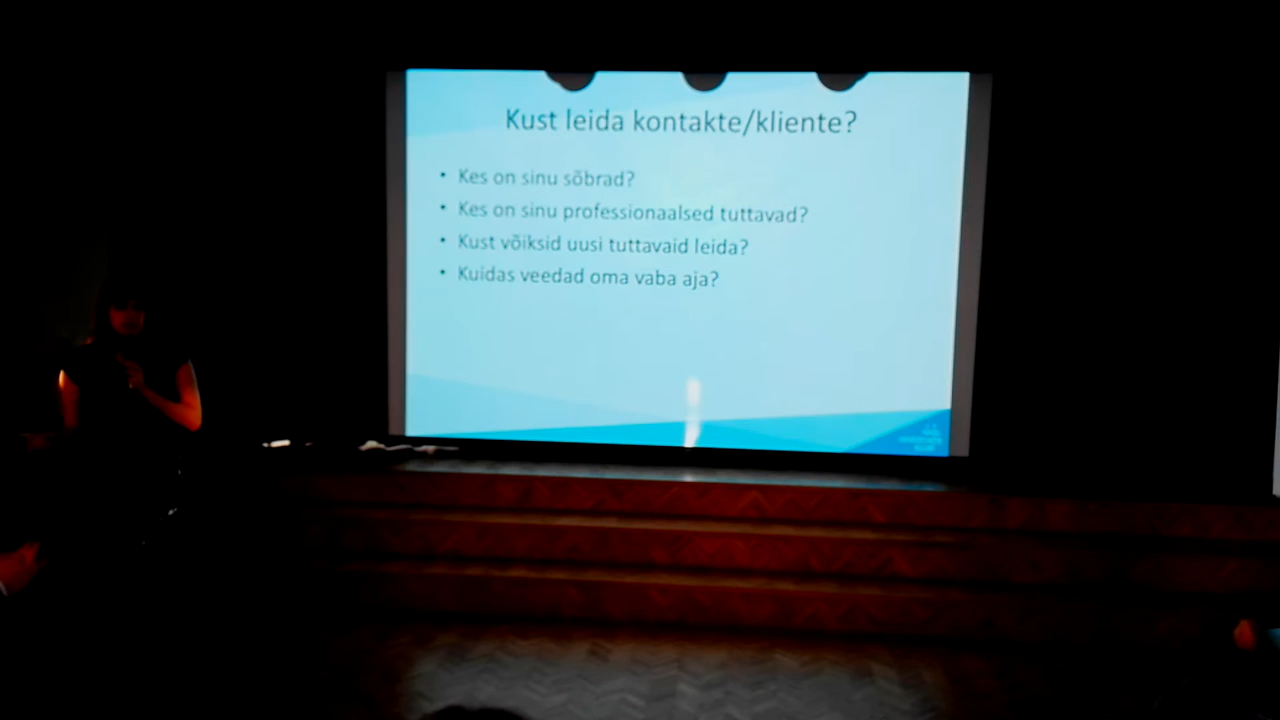 Kust leida kontakte/kliente?
• Kes on sinu sõbrad?
• Kes on sinu professionaalsed tuttavad?
• Kust võiksid uusi tuttavaid leida?
• Kuidas veedad oma vaba aja?